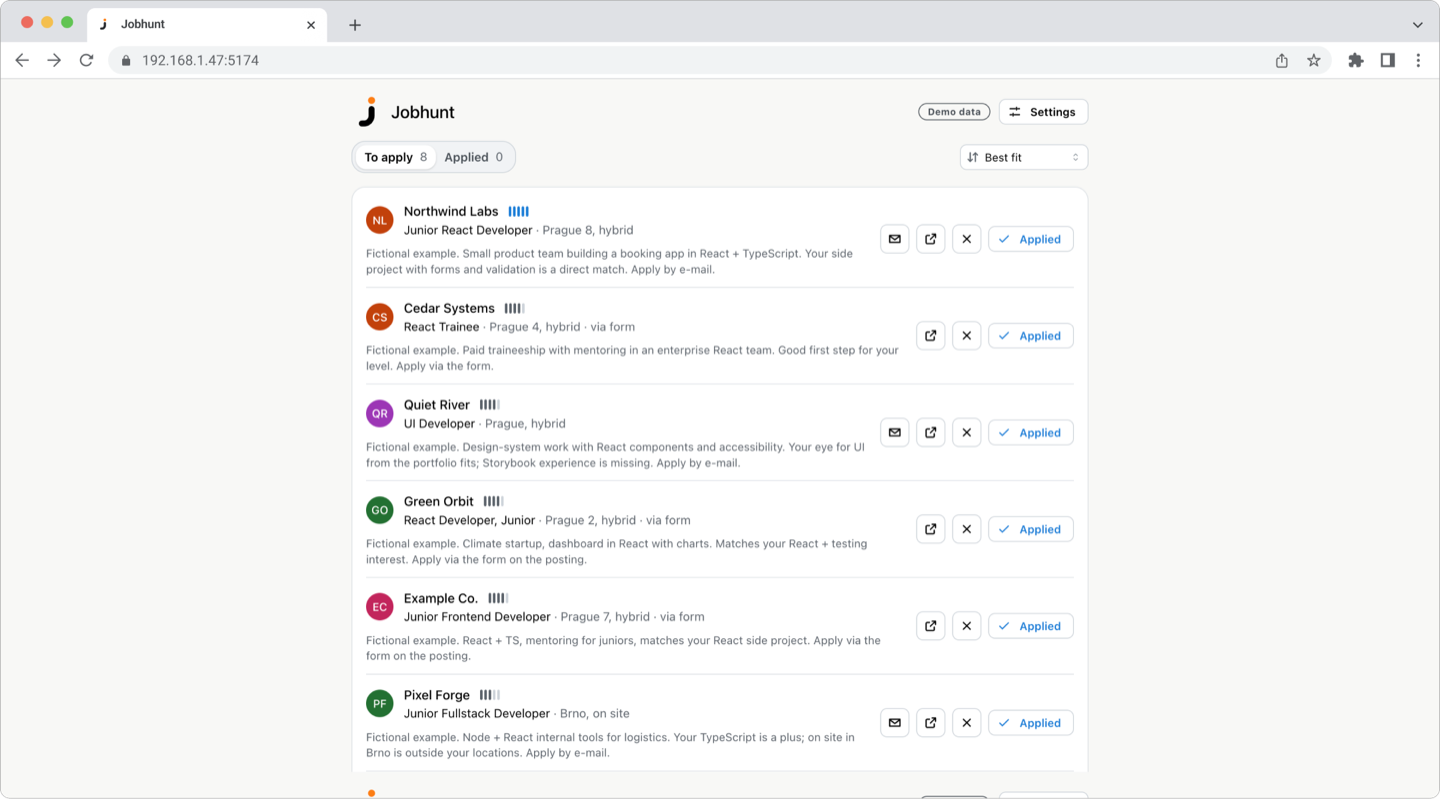 Jobhunt
192.168.1.47:5174
Jobhunt
Demo data
Settings
To apply 8
Applied 0
Best fit
NL
Northwind Labs
Junior React Developer · Prague 8, hybrid
Fictional example. Small product team building a booking app in React + TypeScript. Your side
project with forms and validation is a direct match. Apply by e-mail.
Applied
CS
Cedar Systems
React Trainee · Prague 4, hybrid · via form
Fictional example. Paid traineeship with mentoring in an enterprise React team. Good first step for your
level. Apply via the form.
Applied
QR
Quiet River
UI Developer · Prague, hybrid
Fictional example. Design-system work with React components and accessibility. Your eye for UI
from the portfolio fits; Storybook experience is missing. Apply by e-mail.
Applied
GO
Green Orbit
React Developer, Junior · Prague 2, hybrid · via form
Fictional example. Climate startup, dashboard in React with charts. Matches your React + testing
interest. Apply via the form on the posting.
Applied
EC
Example Co.
Junior Frontend Developer · Prague 7, hybrid · via form
Fictional example. React + TS, mentoring for juniors, matches your React side project. Apply via the
form on the posting.
Applied
PF
Pixel Forge
Junior Fullstack Developer · Brno, on site
Fictional example. Node + React internal tools for logistics. Your TypeScript is a plus; on site in
Brno is outside your locations. Apply by e-mail.
Applied